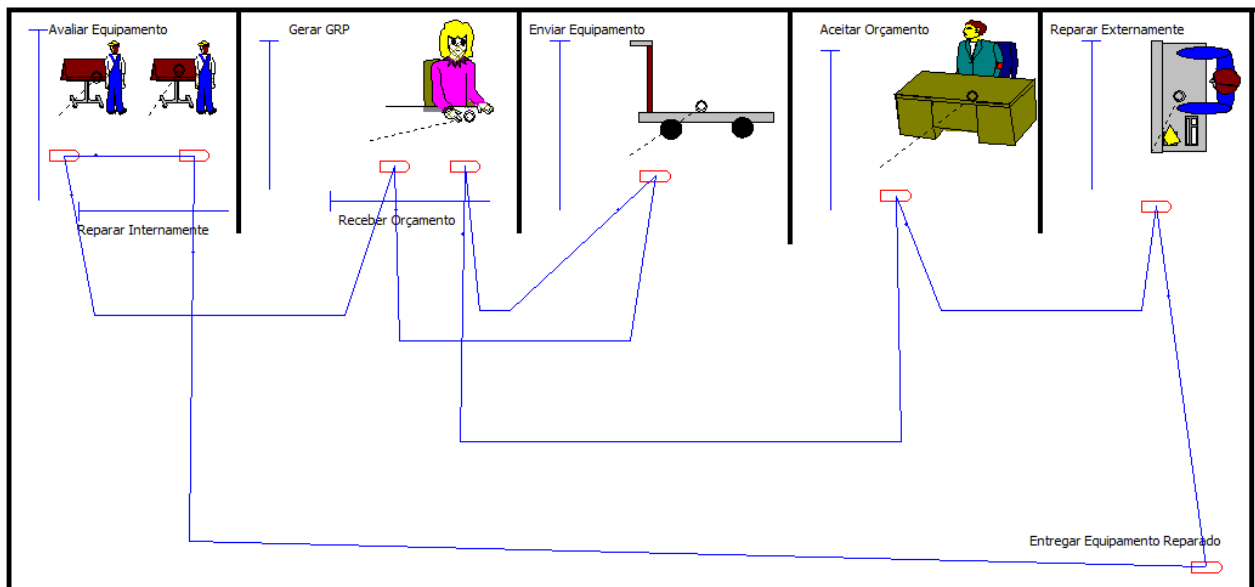 Avaliar Equipamento
Gerar GRP
Enviar Equipamento
Aceitar Orçamento
Reparar Externamente
Reparar Internamente
Receber Orçamento
Entregar Equipamento Reparado